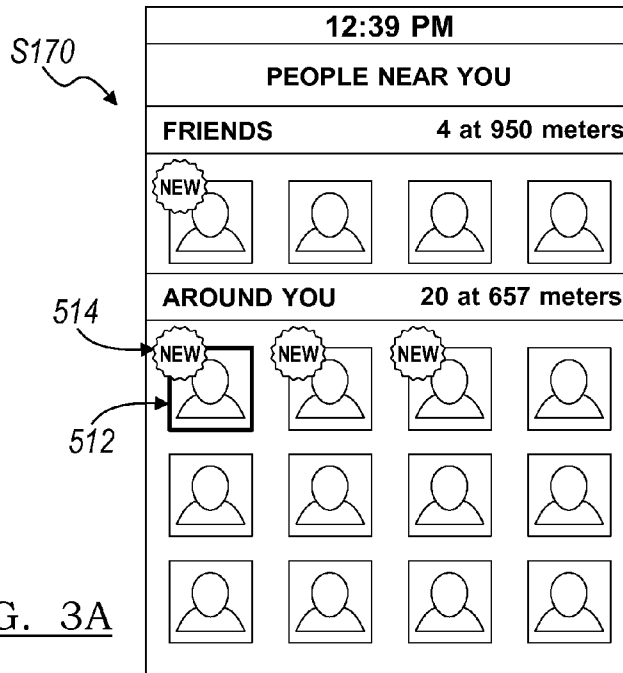 12:39 PM
S170
PEOPLE NEAR YOU
FRIENDS 4 at 950 meters
NEW
AROUND YOU 20 at 657 meters
514
NEW NEW NEW
512
G. 3A